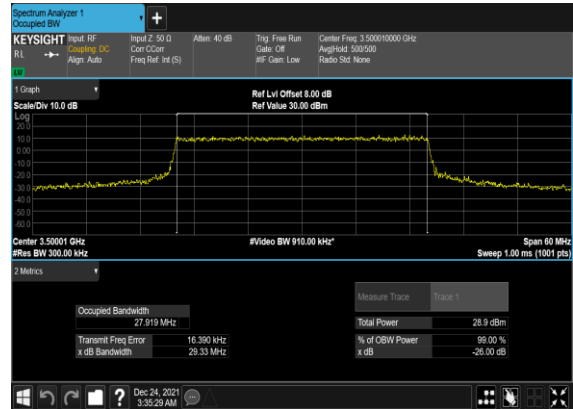 Spectrum Analyzer 1
Occupied BW
+
KEYSIGHT Input: RF Input Z: 50 Ω Atten: 40 dB Trig: Free Run Center Freq: 3.500010000 GHz
RL Coupling: DC Corr CCorr Gate: Off Avg|Hold: 500/500
Align: Auto Freq Ref: Int (S) #IF Gain: Low Radio Std: None
1 Graph
Ref Lvl Offset 8.00 dB
Scale/Div 10.0 dB Ref Value 30.00 dBm
Log
20.0
10.0
0.00
-10.0
-20.0
-30.0
-40.0
-50.0
-60.0
Center 3.50001 GHz #Video BW 910.00 kHz* Span 60 MHz
#Res BW 300.00 kHz Sweep 1.00 ms (1001 pts)
2 Metrics
Measure Trace Trace 1
Occupied Bandwidth
27.919 MHz Total Power 28.9 dBm
Transmit Freq Error 16.390 kHz % of OBW Power 99.00 %
x dB Bandwidth 29.33 MHz x dB -26.00 dB
? Dec 24, 2021
3:35:29 AM